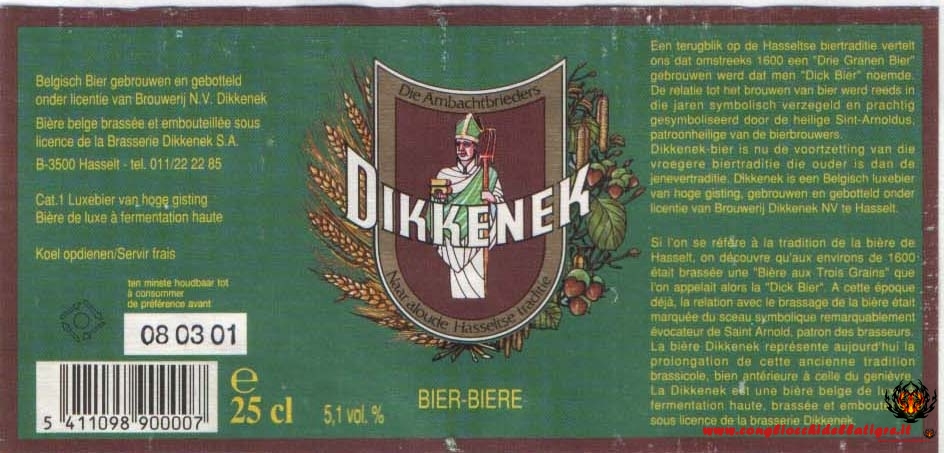 Belgisch Bier gebrouwen en gebotteld
onder licentie van Brouwerij N.V. Dikkenek
Bière belge brassée et embouteillée sous
licence de la Brasserie Dikkenek S.A.
B-3500 Hasselt - tel. 011/22 22 85
Cat.1 Luxebier van hoge gisting
Bière de luxe à fermentation haute
Koel opdienen/Servir frais
ten minste houdbaar tot
à consommer
de préférence avant
08 03 01
5 411098 900007
e
25 cl
5,1 vol. %
Die Ambachtbrieders
DIKKENEK
Naar aloude Hasseltse traditie
BIER-BIERE
Een terugblik op de Hasseltse biertraditie vertelt
ons dat omstreeks 1600 een "Drie Granen Bier"
gebrouwen werd dat men "Dick Bier" noemde.
De relatie tot het brouwen van bier werd reeds in
die jaren symbolisch verzegeld en prachtig
gesymboliseerd door de heilige Sint-Arnoldus,
patroonheilige van de bierbrouwers.
Dikkenek-bier is nu de voortzetting van die
vroegere biertraditie die ouder is dan de
jenevertraditie. Dikkenek is een Belgisch luxebier
van hoge gisting, gebrouwen en gebotteld onder
licentie van Brouwerij Dikkenek NV te Hasselt.
Si l'on se réfère à la tradition de la bière de
Hasselt, on découvre qu'aux environs de 1600
était brassée une "Bière aux Trois Grains" que
l'on appelait alors la "Dick Bier". A cette époque
déjà, la relation avec le brassage de la bière était
marquée du sceau symbolique remarquablement
évocateur de Saint Arnold, patron des brasseurs.
La bière Dikkenek représente aujourd'hui la
prolongation de cette ancienne tradition
brassicole, bien antérieure à celle du genièvre.
La Dikkenek est une bière belge de
fermentation haute, brassée et
sous licence de la brasserie Dikkenek.